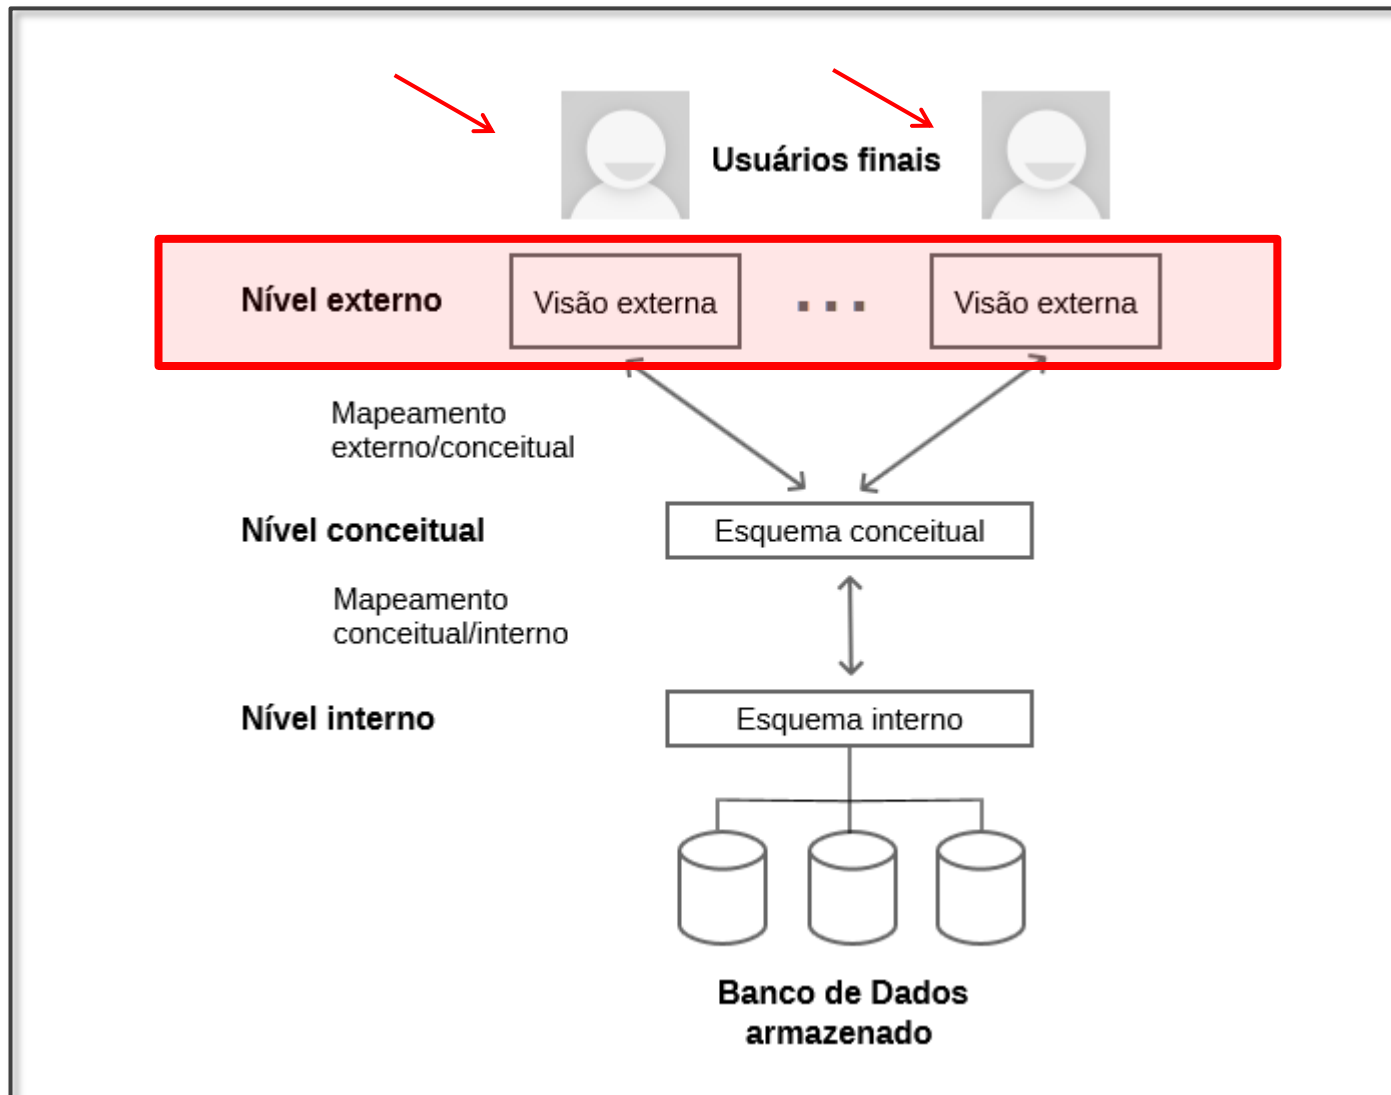 Usuários finais
Nível externo
Visão externa
...
Visão externa
Mapeamento
externo/conceitual
Nível conceitual
Esquema conceitual
Mapeamento
conceitual/interno
Nível interno
Esquema interno
Banco de Dados
armazenado